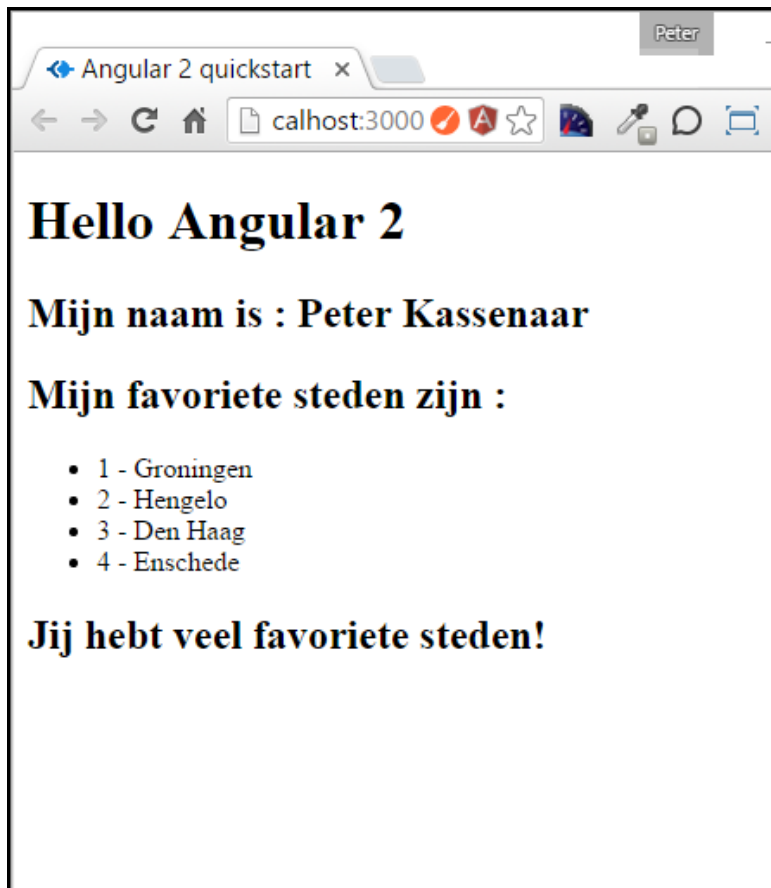 Peter
Angular 2 quickstart
calhost:3000
Hello Angular 2
Mijn naam is : Peter Kassenaar
Mijn favoriete steden zijn :
1 - Groningen
2 - Hengelo
3 - Den Haag
4 - Enschede
Jij hebt veel favoriete steden!